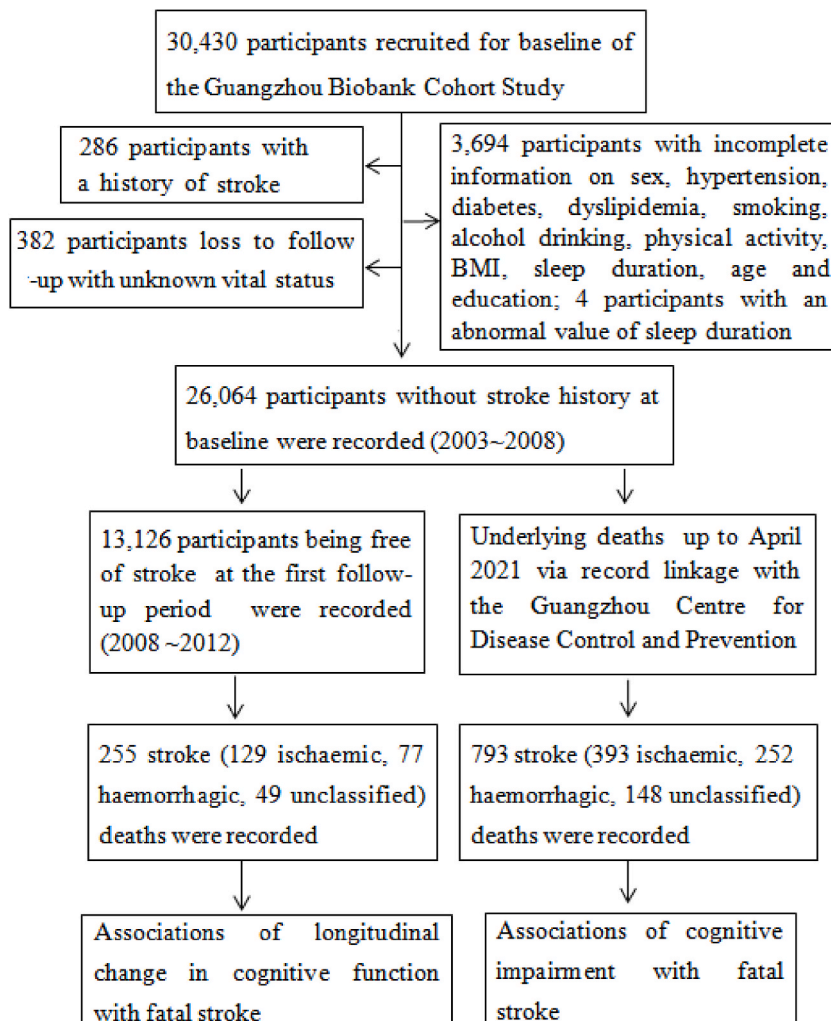 30,430 participants recruited for baseline of
the Guangzhou Biobank Cohort Study
286 participants with
a history of stroke
3,694 participants with incomplete
information on sex, hypertension,
diabetes, dyslipidemia, smoking,
alcohol drinking, physical activity,
BMI, sleep duration, age and
education; 4 participants with an
abnormal value of sleep duration
382 participants loss to follow
-up with unknown vital status
26,064 participants without stroke history at
baseline were recorded (2003~2008)
13,126 participants being free
of stroke at the first follow-
up period were recorded
(2008 ~2012)
Underlying deaths up to April
2021 via record linkage with
the Guangzhou Centre for
Disease Control and Prevention
255 stroke (129 ischaemic, 77
haemorrhagic, 49 unclassified)
deaths were recorded
793 stroke (393 ischaemic, 252
haemorrhagic, 148 unclassified)
deaths were recorded
Associations of longitudinal
change in cognitive function
with fatal stroke
Associations of cognitive
impairment with fatal
stroke